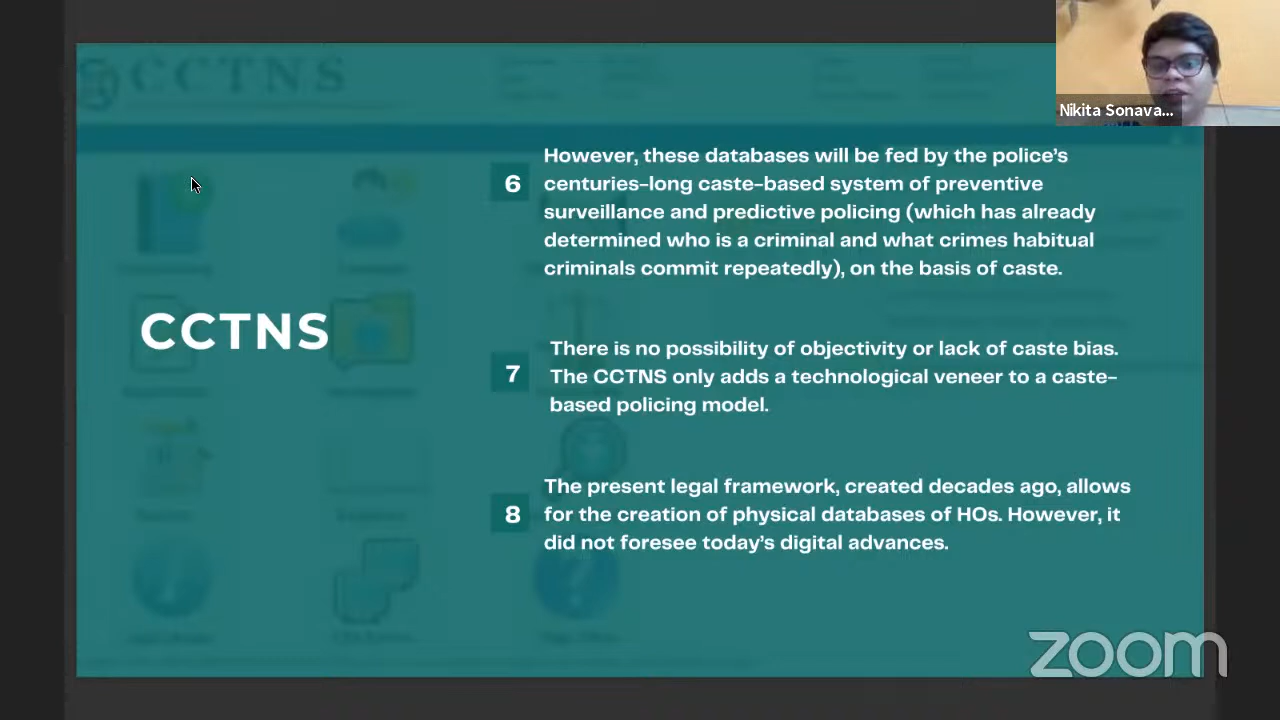 CCTNS
Nikita Sonava...
6
However, these databases will be fed by the police’s
centuries-long caste-based system of preventive
surveillance and predictive policing (which has already
determined who is a criminal and what crimes habitual
criminals commit repeatedly), on the basis of caste.
CCTNS
7
There is no possibility of objectivity or lack of caste bias.
The CCTNS only adds a technological veneer to a caste-
based policing model.
8
The present legal framework, created decades ago, allows
for the creation of physical databases of HOs. However, it
did not foresee today’s digital advances.
zoom